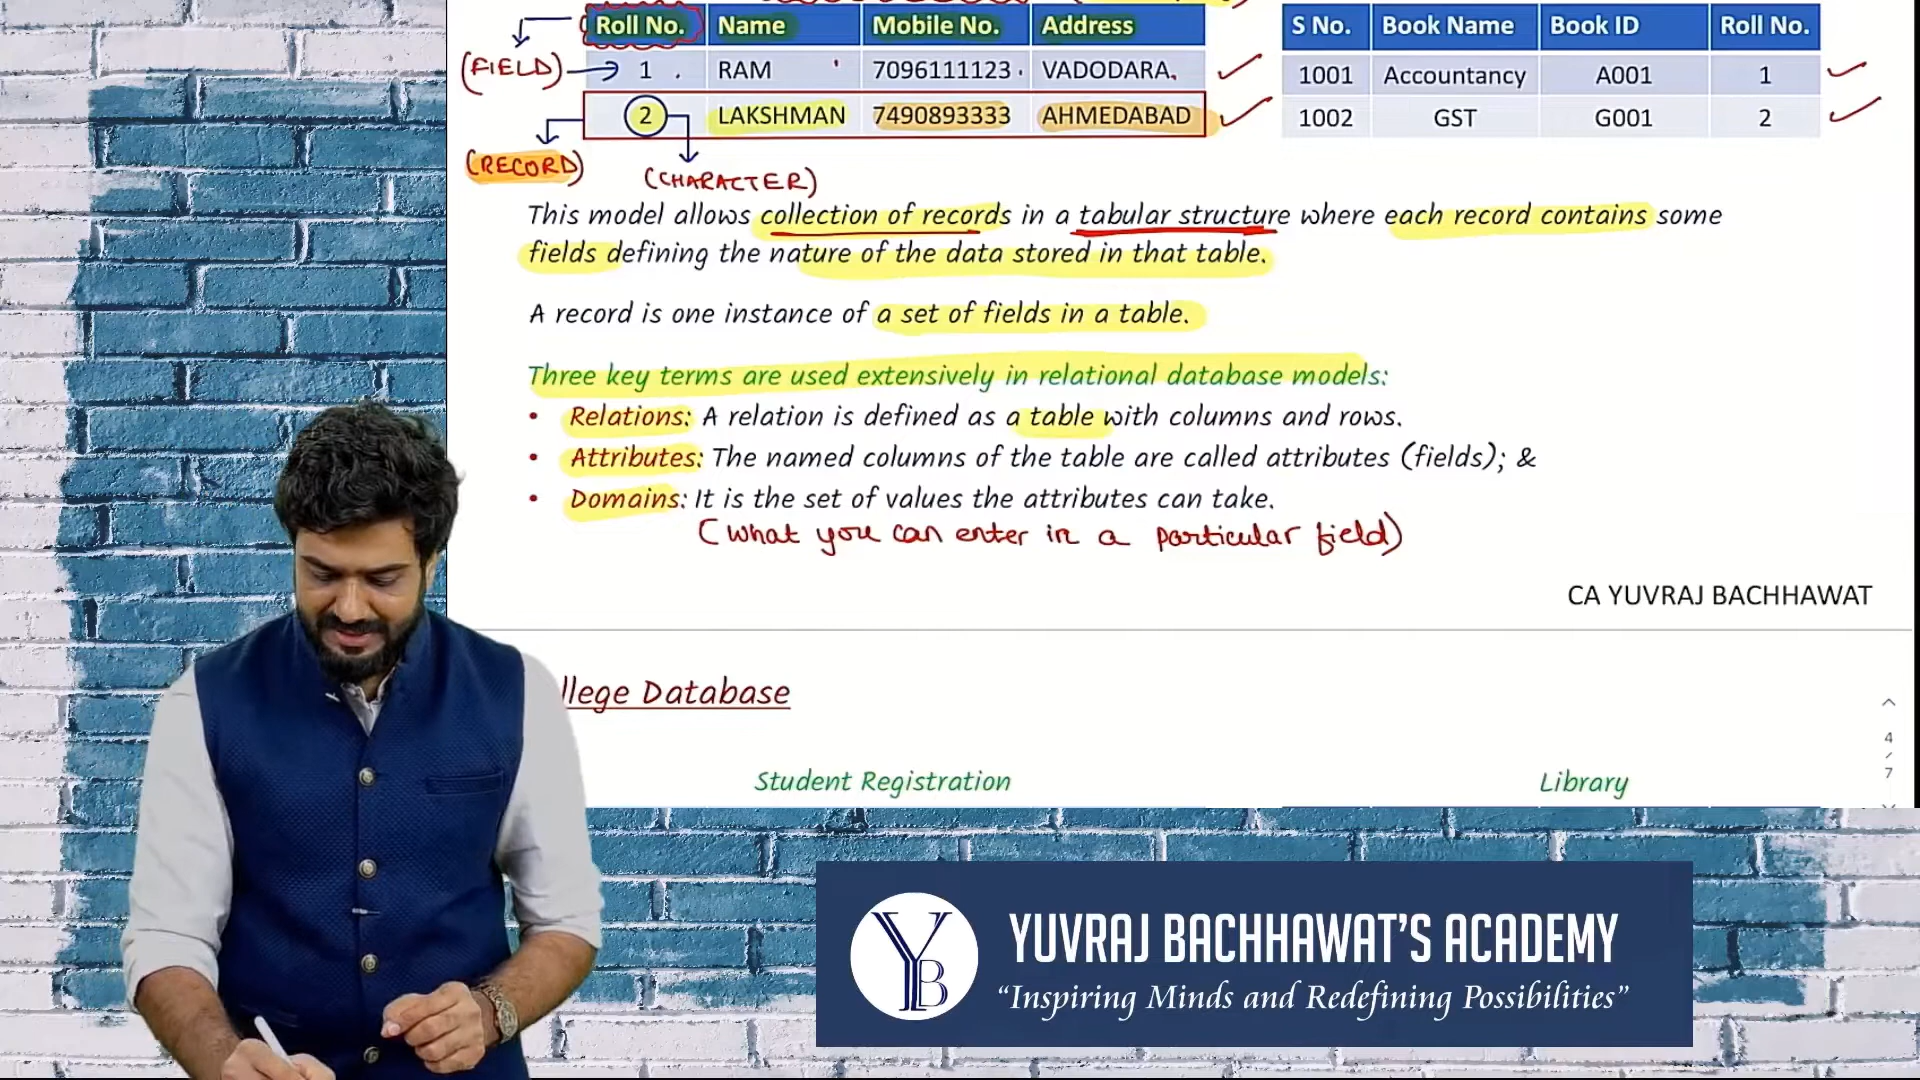 Roll No. Name Mobile No. Address
S No. Book Name Book ID Roll No.
(FIELD) 1 RAM 7096111123 VADODARA
1001 Accountancy A001 1
2 LAKSHMAN 7490893333 AHMEDABAD
1002 GST G001 2
(RECORD)
(CHARACTER)
This model allows collection of records in a tabular structure where each record contains some
fields defining the nature of the data stored in that table.
A record is one instance of a set of fields in a table.
Three key terms are used extensively in relational database models:
• Relations: A relation is defined as a table with columns and rows.
• Attributes: The named columns of the table are called attributes (fields); &
• Domains: It is the set of values the attributes can take.
(What you can enter in a particular field)
CA YUVRAJ BACHHAWAT
llege Database
4
/
7
Student Registration
Library
YB
YUVRAJ BACHHAWAT'S ACADEMY
"Inspiring Minds and Redefining Possibilities"